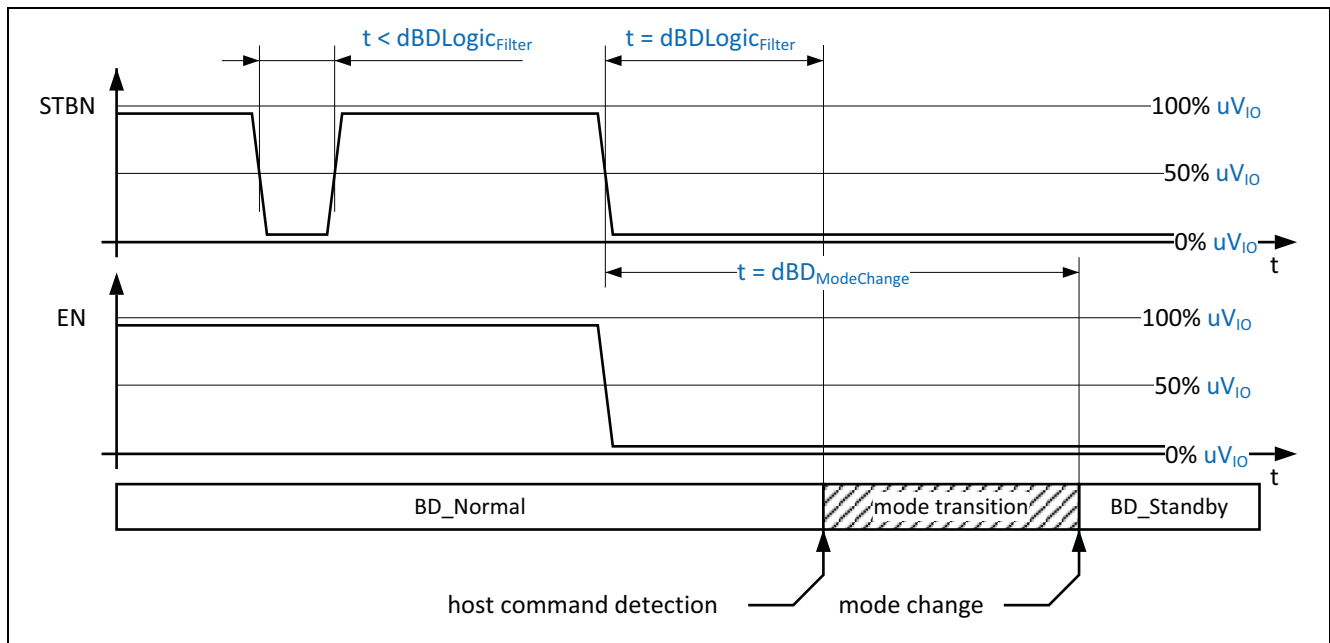 t < dBDLogicFilter
t = dBDLogicFilter
STBN
100% uVIO
50% uVIO
0% uVIO
t
t = dBDModeChange
EN
100% uVIO
50% uVIO
0% uVIO
t
BD_Normal
mode transition
BD_Standby
host command detection
mode change